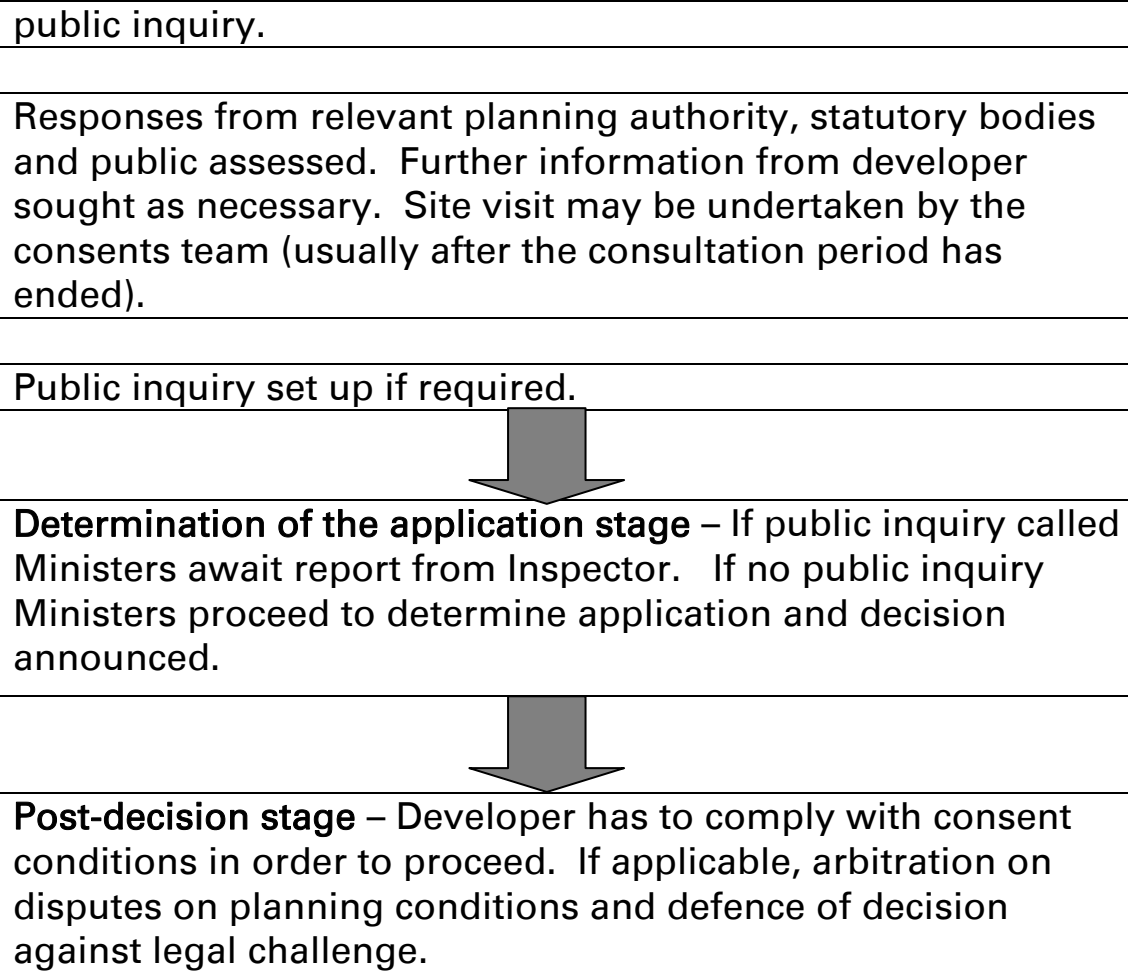 public inquiry.
Responses from relevant planning authority, statutory bodies
and public assessed.  Further information from developer
sought as necessary.  Site visit may be undertaken by the
consents team (usually after the consultation period has
ended).
Public inquiry set up if required.
Determination of the application stage – If public inquiry called
Ministers await report from Inspector.   If no public inquiry
Ministers proceed to determine application and decision
announced.
Post-decision stage – Developer has to comply with consent
conditions in order to proceed.  If applicable, arbitration on
disputes on planning conditions and defence of decision
against legal challenge.